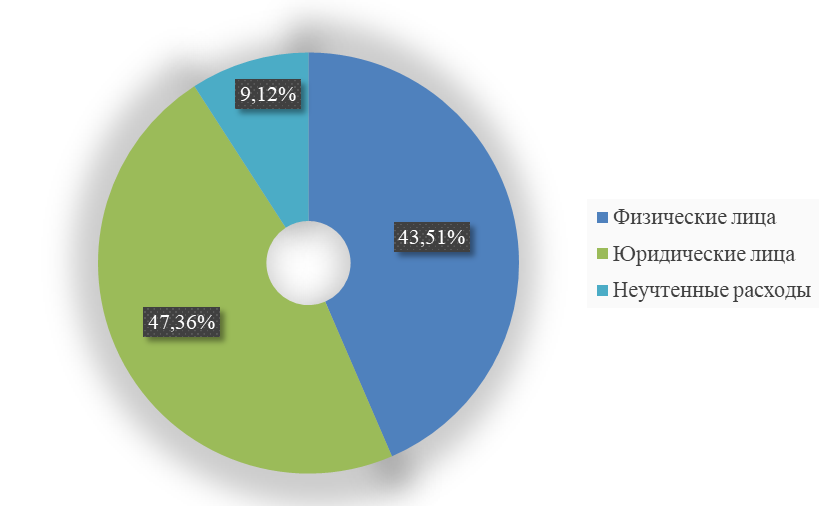 9,12%
43,51%
47,36%
Физические лица
Юридические лица
Неучтенные расходы